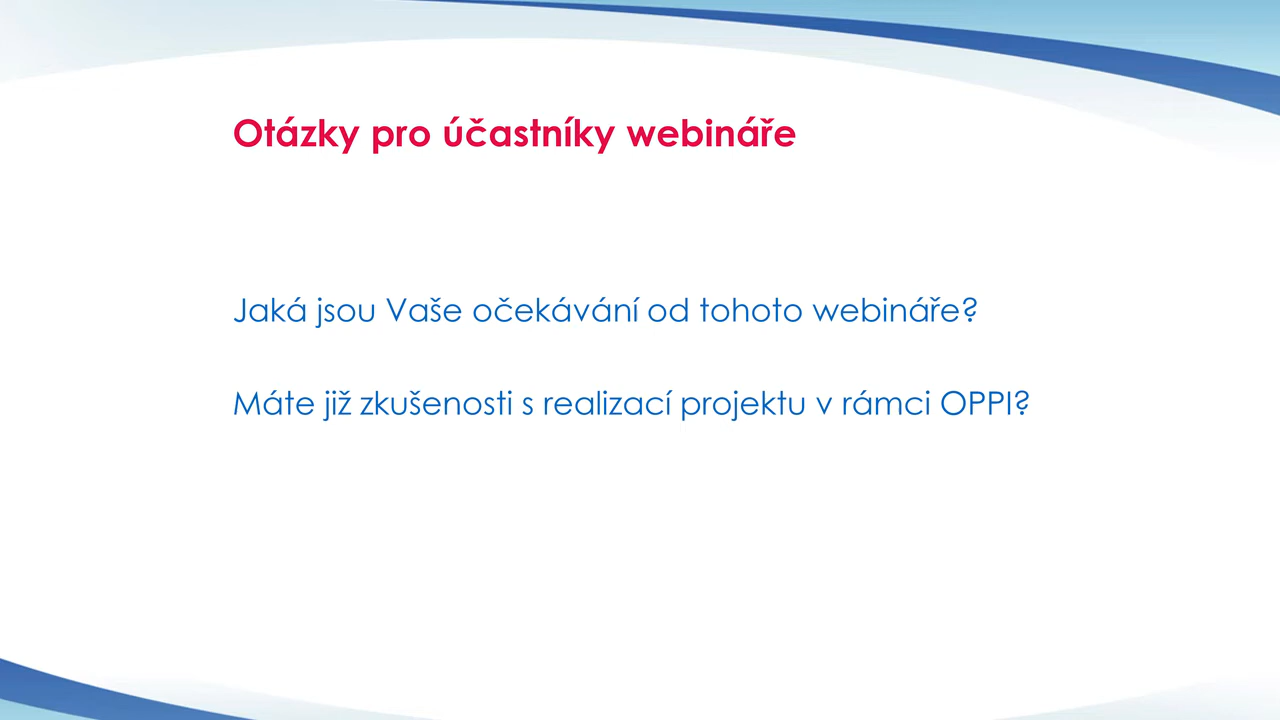 Otázky pro účastníky webináře
Jaká jsou Vaše očekávání od tohoto webináře?
Máte již zkušenosti s realizací projektu v rámci OPPI?